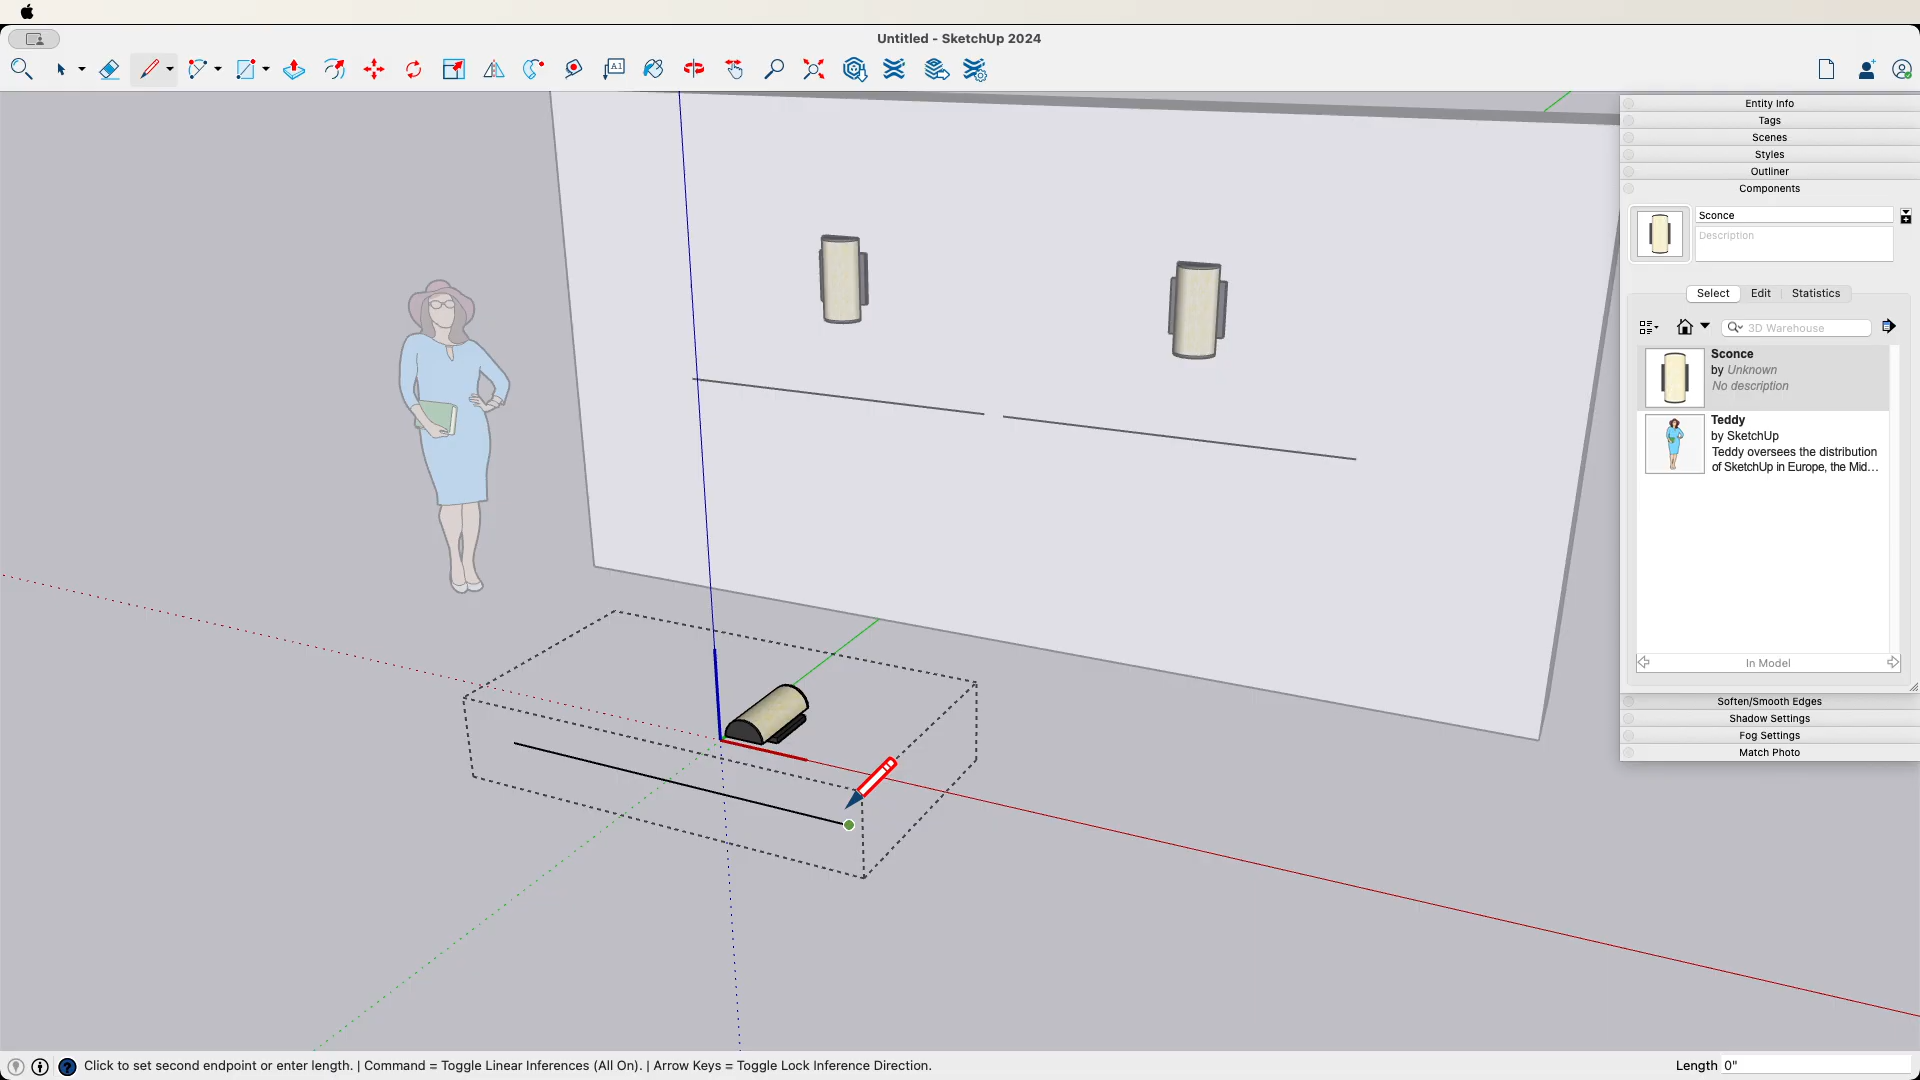 Untitled - SketchUp 2024
A1
Entity Info
Tags
Scenes
Styles
Outliner
Components
Sconce
Description
Select
Edit
Statistics
3D Warehouse
Sconce
by Unknown
No description
Teddy
by SketchUp
Teddy oversees the distribution
of SketchUp in Europe, the Mid...
In Model
Soften/Smooth Edges
Shadow Settings
Fog Settings
Match Photo
Click to set second endpoint or enter length. | Command = Toggle Linear Inferences (All On). | Arrow Keys = Toggle Lock Inference Direction.
Length 0"